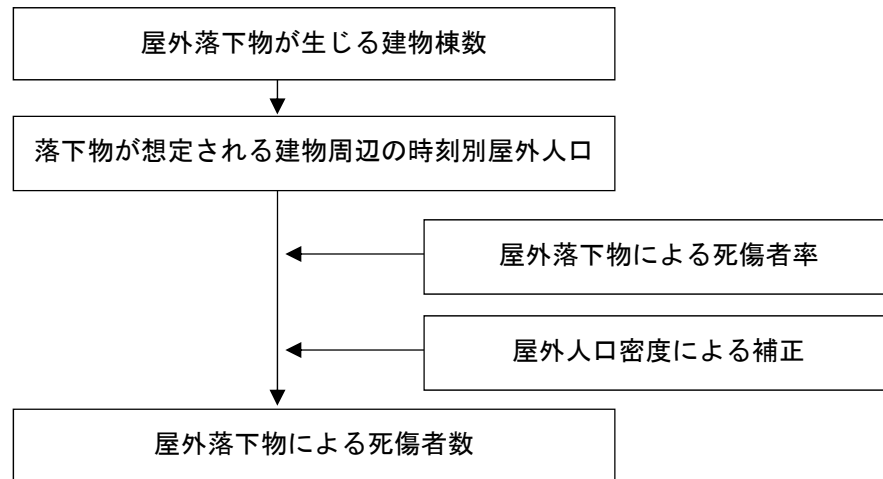 屋外落下物が生じる建物棟数
落下物が想定される建物周辺の時刻別屋外人口
屋外落下物による死傷者率
屋外人口密度による補正
屋外落下物による死傷者数